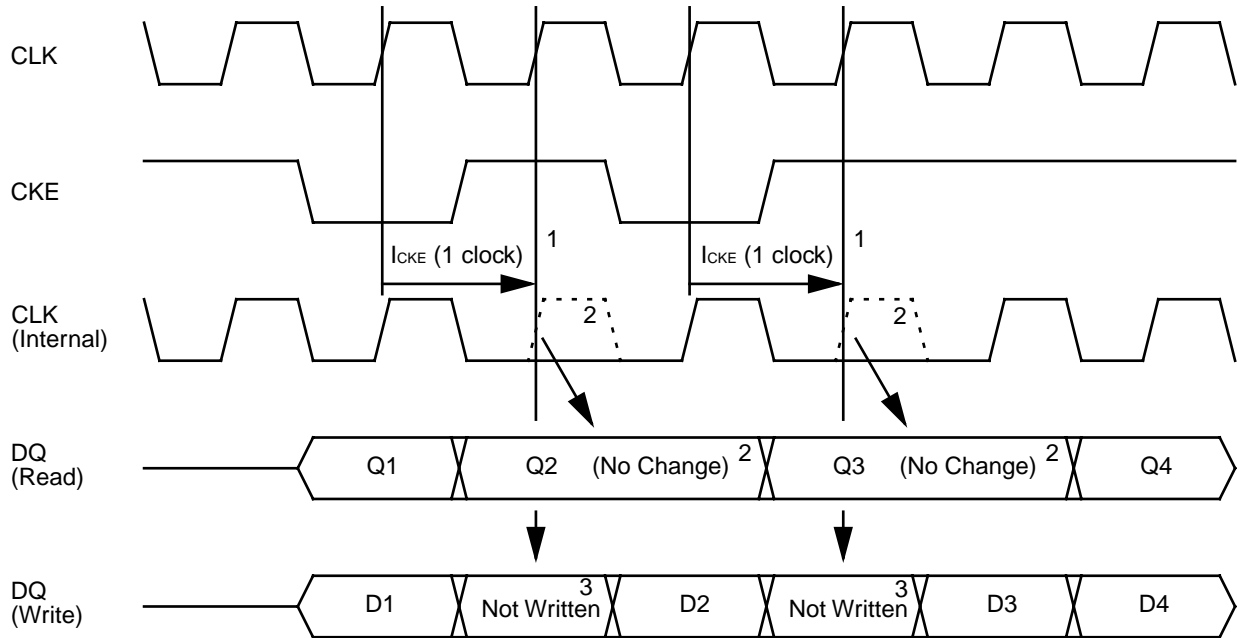 CLK
CKE
1
1
ICKE (1 clock)
ICKE (1 clock)
CLK
(Internal)
2
2
DQ
(Read)
Q1
Q2
(No Change) 2
Q3
(No Change) 2
Q4
DQ
(Write)
D1
Not Written 3
D2
Not Written 3
D3
D4